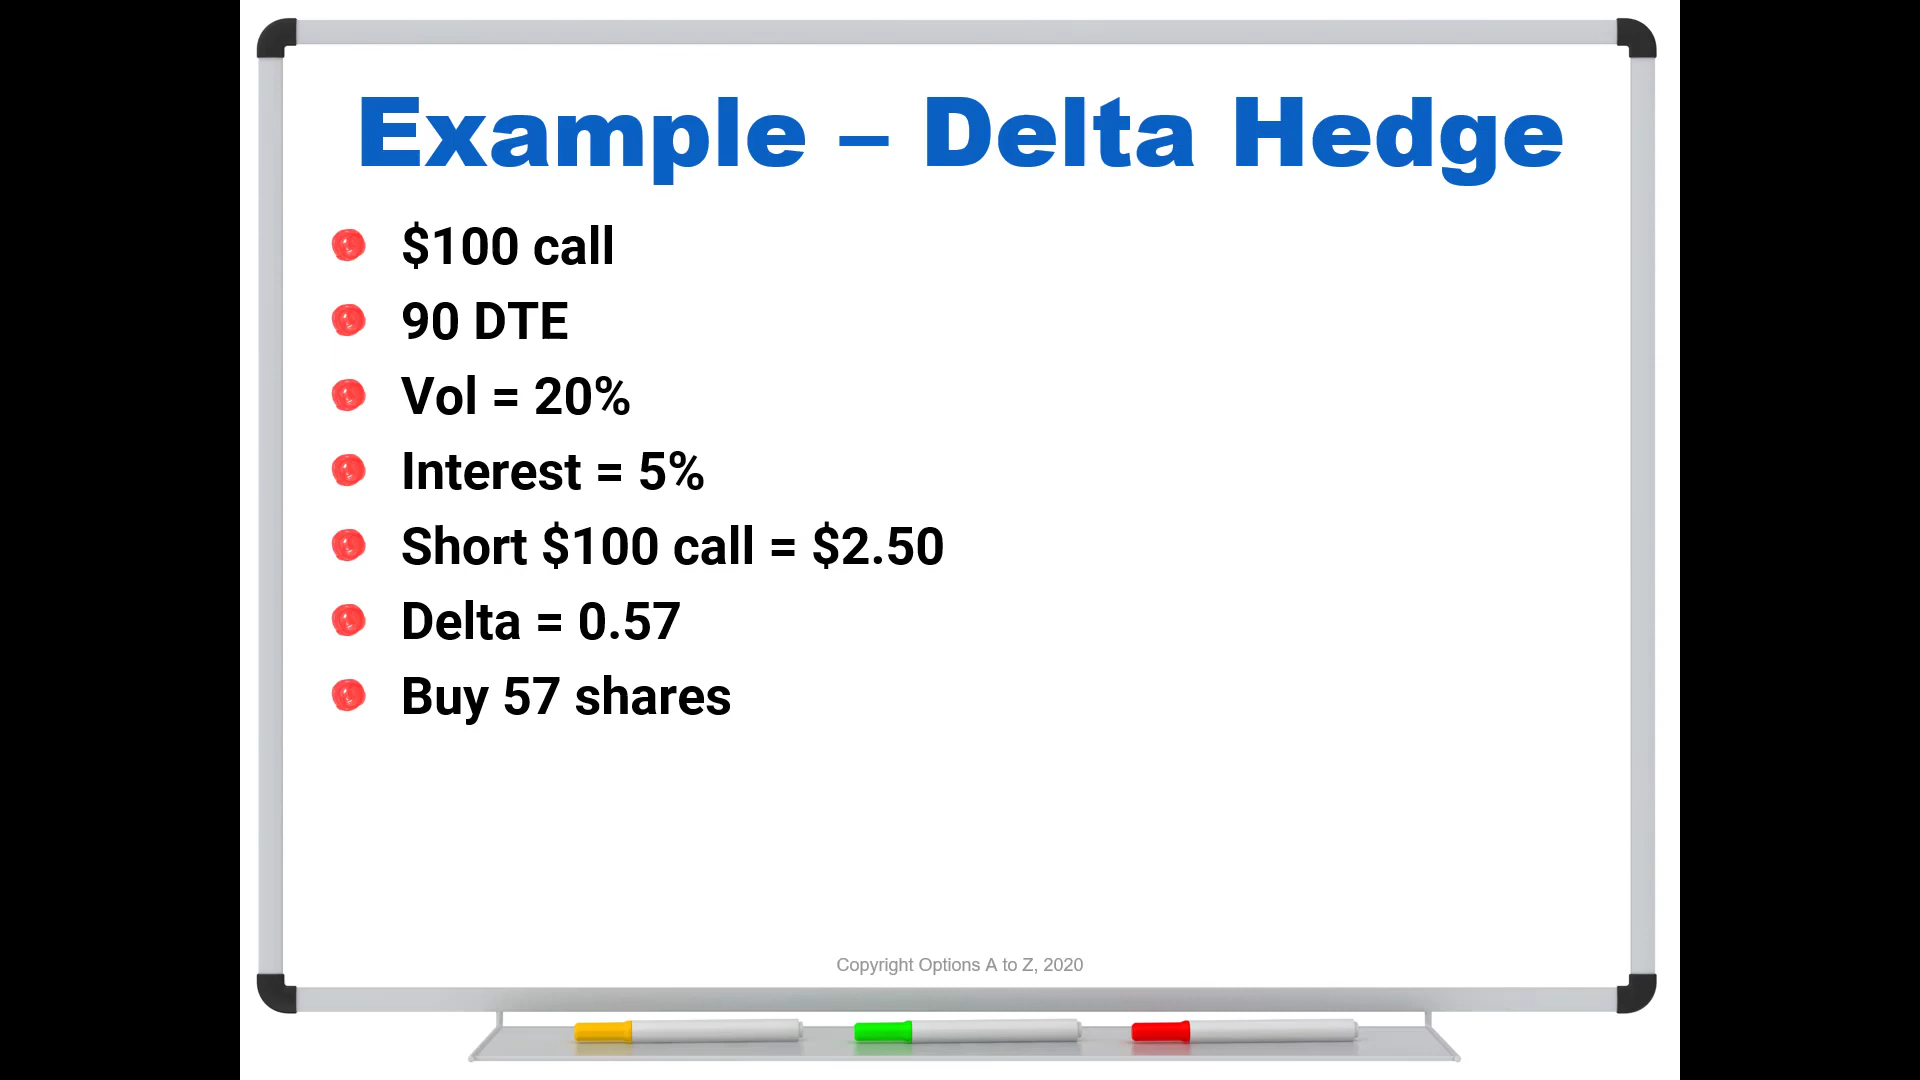 Example – Delta Hedge
$100 call
90 DTE
Vol = 20%
Interest = 5%
Short $100 call = $2.50
Delta = 0.57
Buy 57 shares
Copyright Options A to Z, 2020